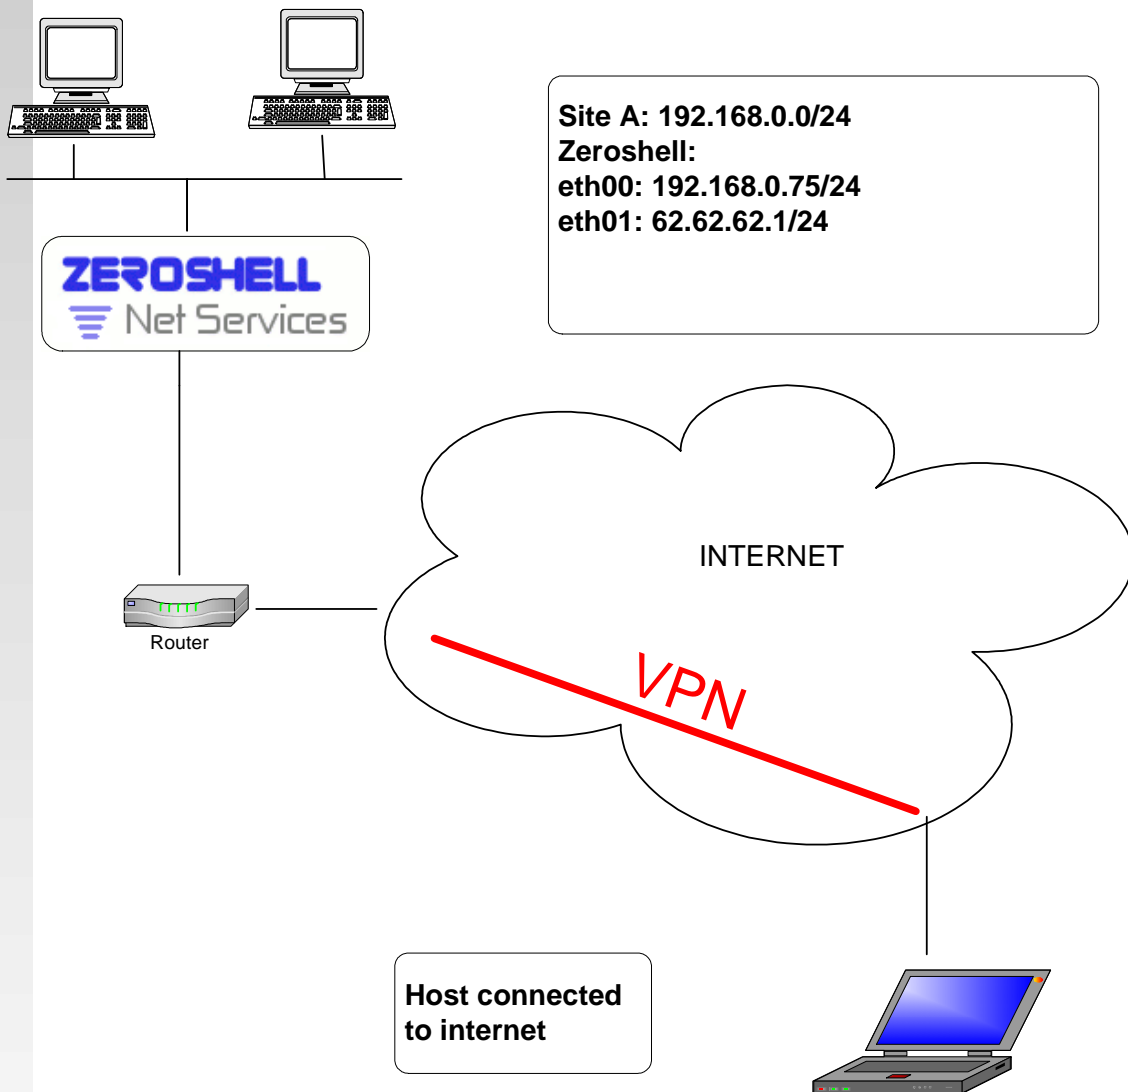 Site A: 192.168.0.0/24
Zeroshell:
eth00: 192.168.0.75/24
eth01: 62.62.62.1/24
ZEROSHELL
Net Services
INTERNET
Router
VPN
Host connected
to internet